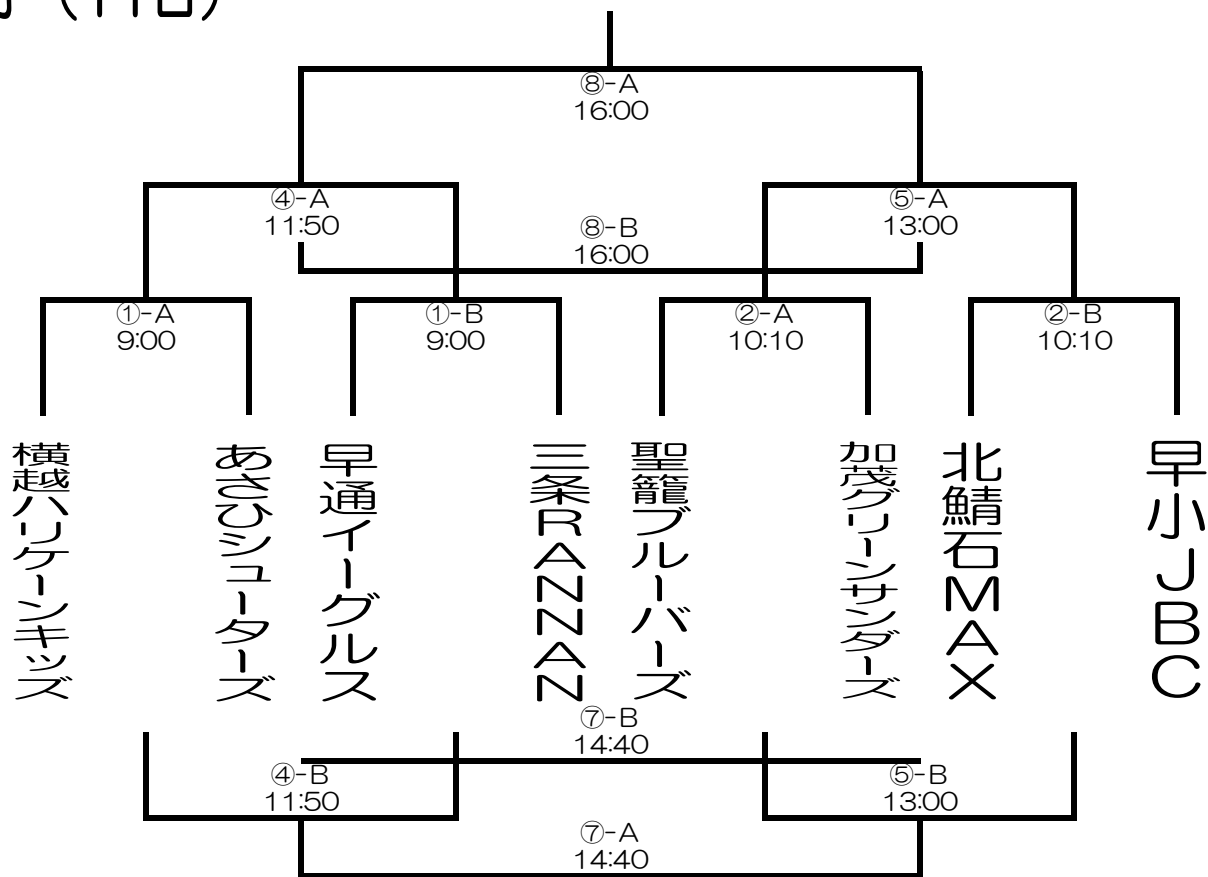 （11日）
⑧-A
16:00
④-A
11:50
⑤-A
13:00
⑧-B
16:00
①-A
9:00
①-B
9:00
②-A
10:10
②-B
10:10
横越ハリケーンキッズ
あさひシューターズ
早通イーグルス
三条RANNAN
聖籠ブルーバーズ
加茂グリーンサンダーズ
北鯖石MAX
早小JBC
⑦-B
14:40
④-B
11:50
⑤-B
13:00
⑦-A
14:40